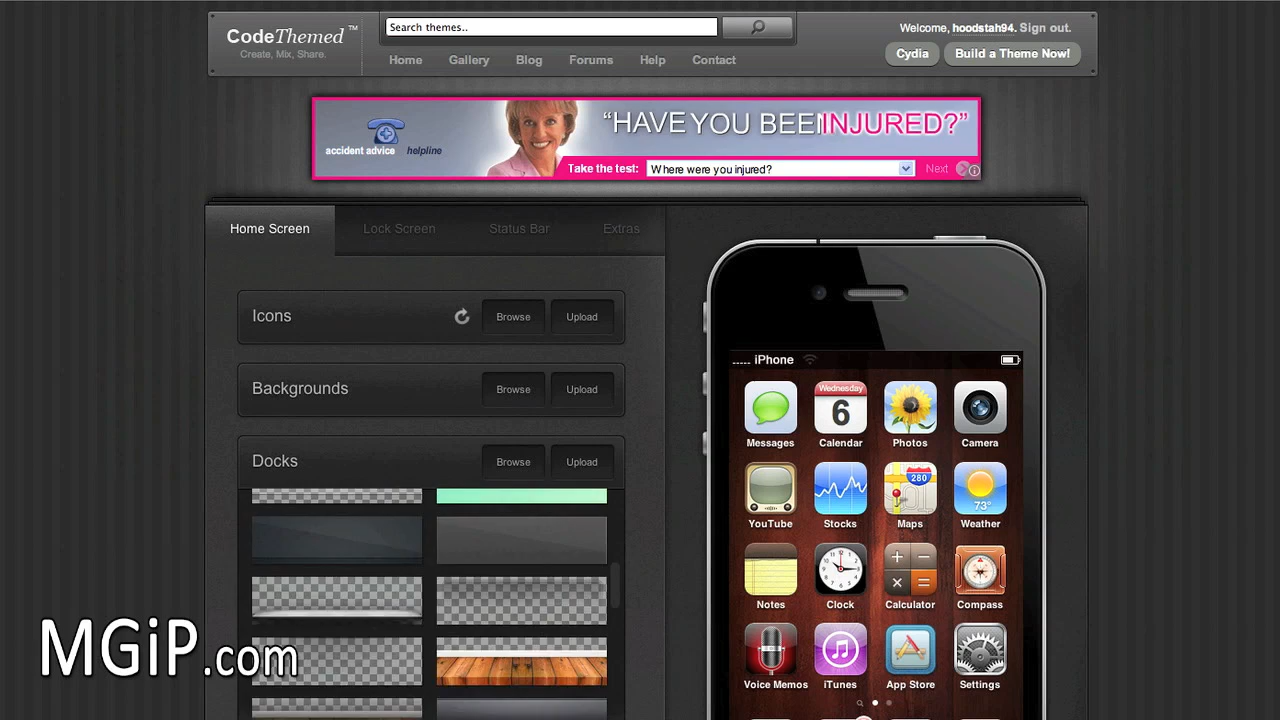 CodeThemed™
Create, Mix, Share.
Search themes..
Home Gallery Blog Forums Help Contact
Welcome, hoodstah94. Sign out.
Cydia Build a Theme Now!
accident advice helpline
“HAVE YOU BEEN INJURED?”
Take the test: Where were you injured? Next
Home Screen Lock Screen Status Bar Extras
Icons Browse Upload
Backgrounds Browse Upload
Docks Browse Upload
iPhone
Wednesday
6
280
73°
Messages Calendar Photos Camera
YouTube Stocks Maps Weather
Notes Clock Calculator Compass
Voice Memos iTunes App Store Settings
MGiP.com